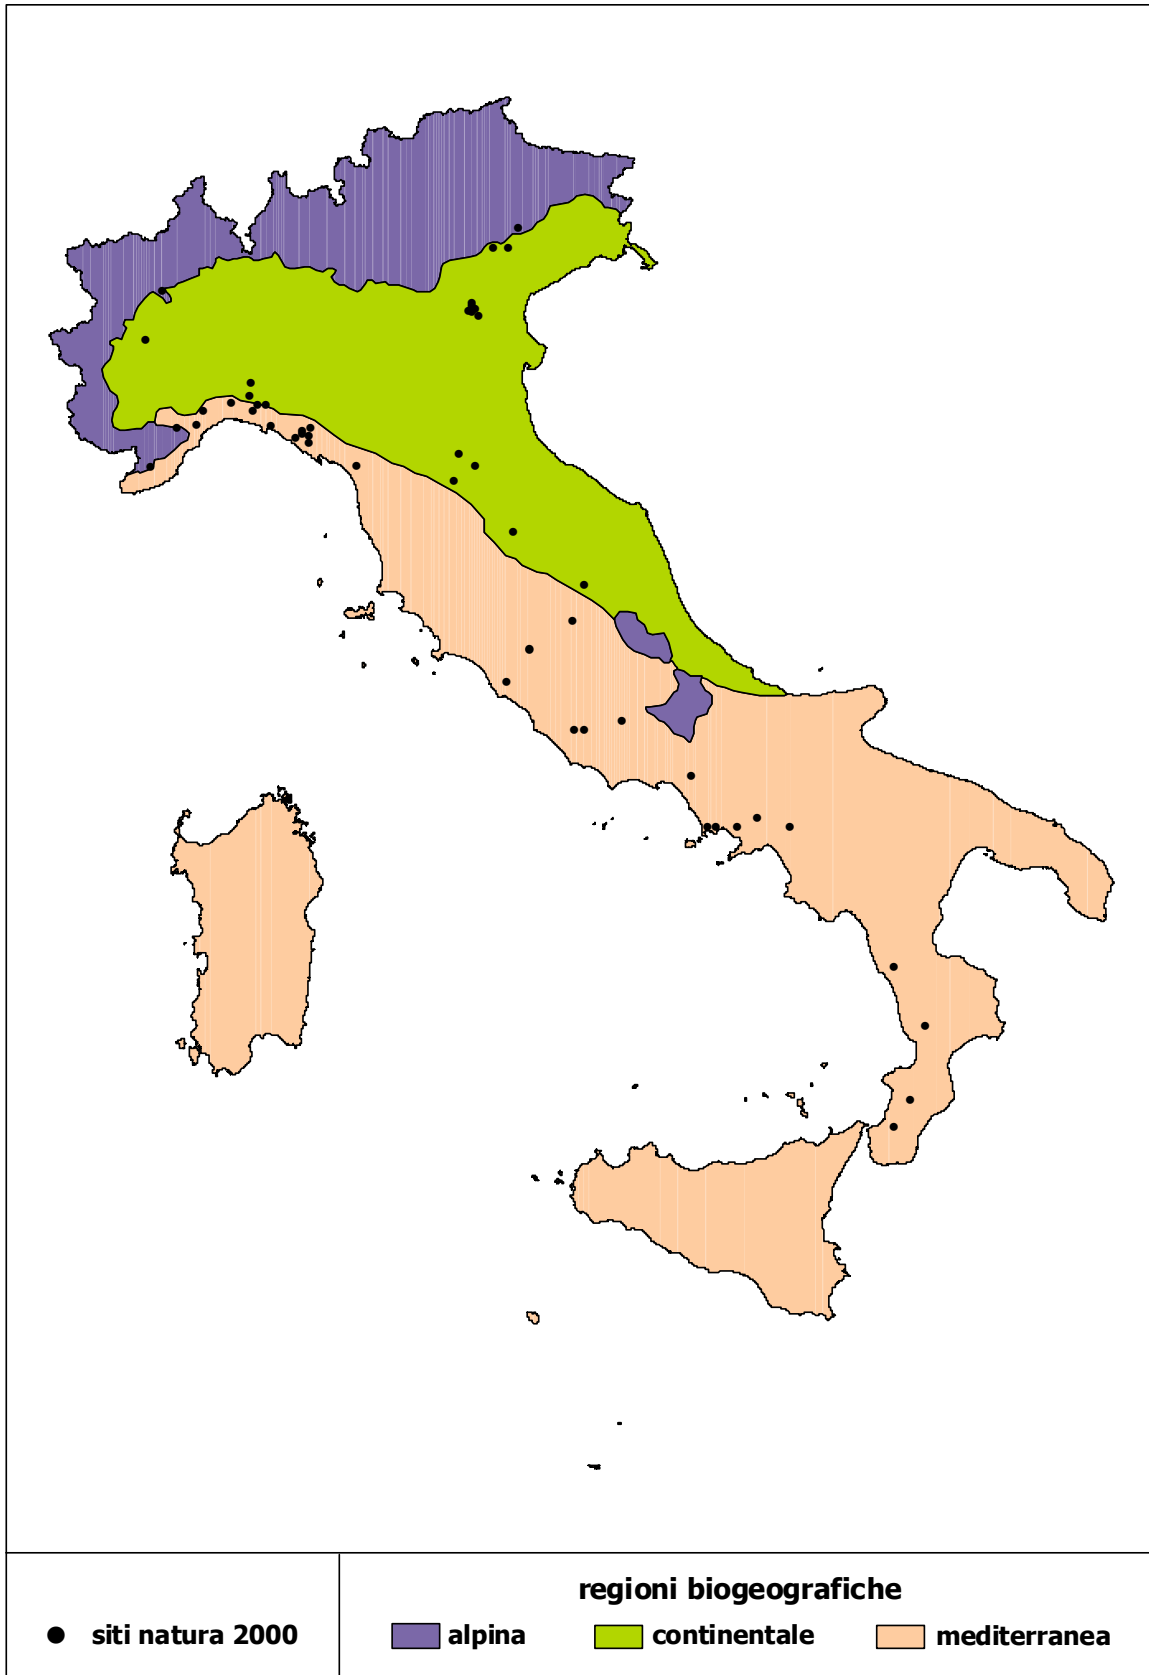 regioni biogeografiche
siti natura 2000
alpina
continentale
mediterranea